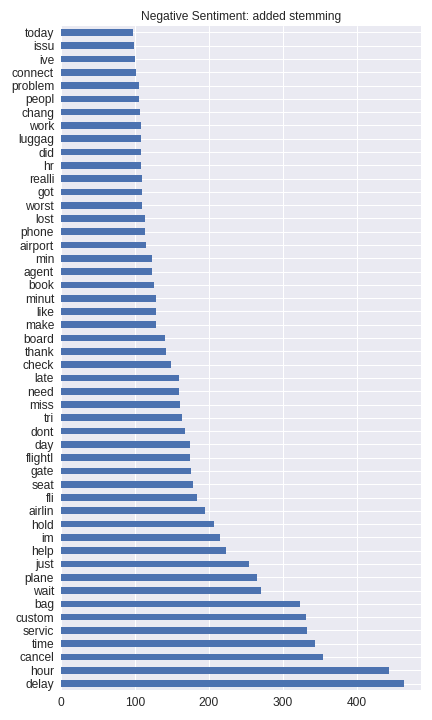 Negative Sentiment: added stemming
today
issu
ive
connect
problem
peopl
chang
work
luggag
did
hr
realli
got
worst
lost
phone
airport
min
agent
book
minut
like
make
board
thank
check
late
need
miss
tri
dont
day
flightl
gate
seat
fli
airlin
hold
im
help
just
plane
wait
bag
custom
servic
time
cancel
hour
delay
0 100 200 300 400